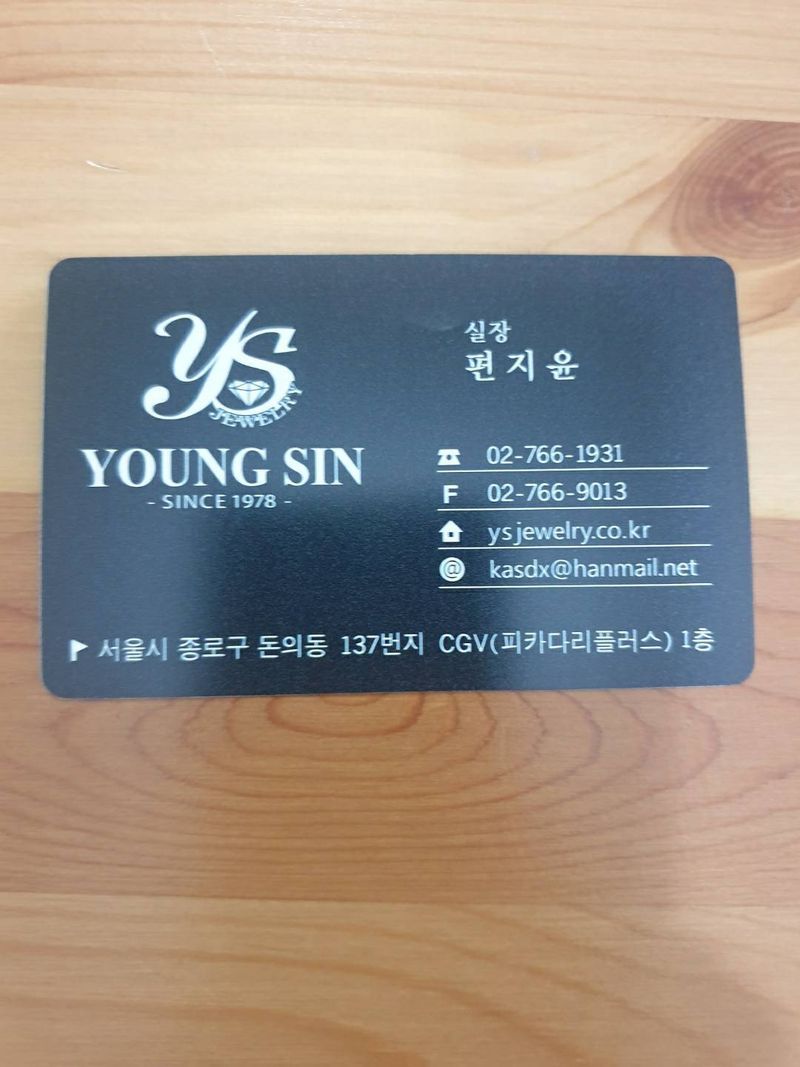 YS
JEWELRY
YOUNG SIN
- SINCE 1978 -
실장
편지윤
02-766-1931
F 02-766-9013
ysjewelry.co.kr
@ kasdx@hanmail.net
서울시 종로구 돈의동 137번지 CGV(피카다리플러스) 1층